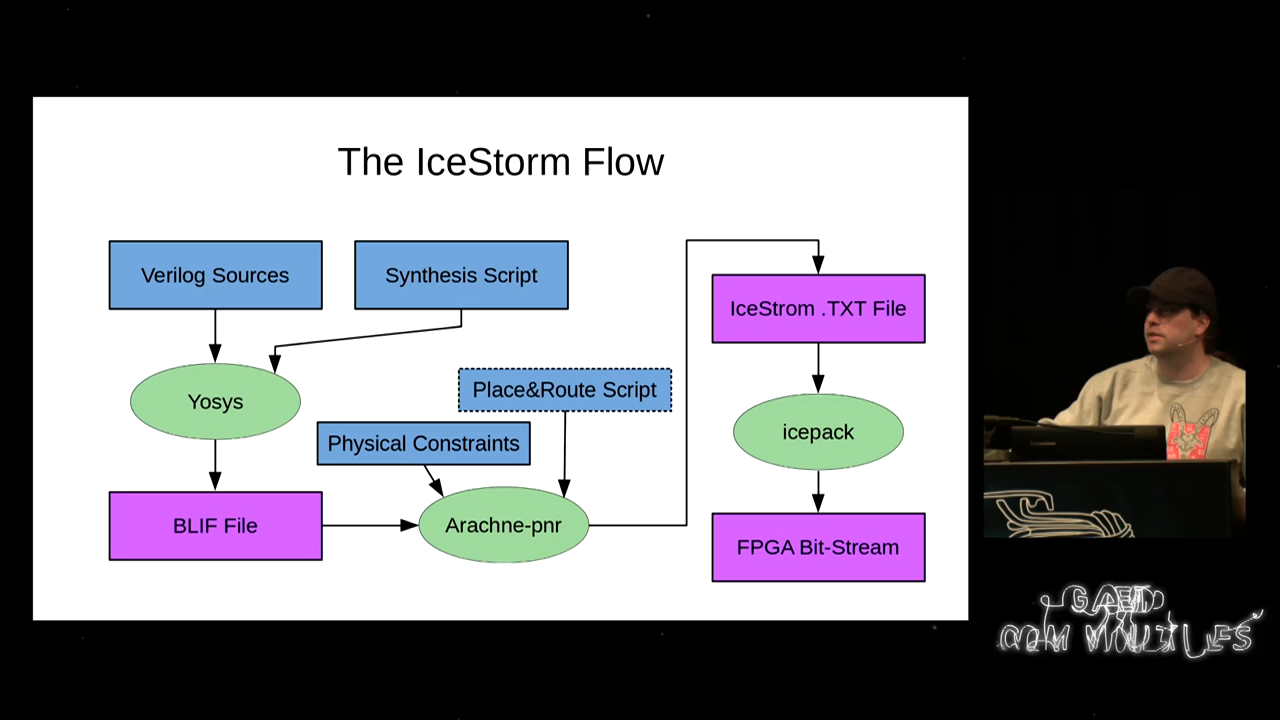 The IceStorm Flow
Verilog Sources
Synthesis Script
Yosys
Place&Route Script
Physical Constraints
BLIF File
Arachne-pnr
IceStrom .TXT File
icepack
FPGA Bit-Stream